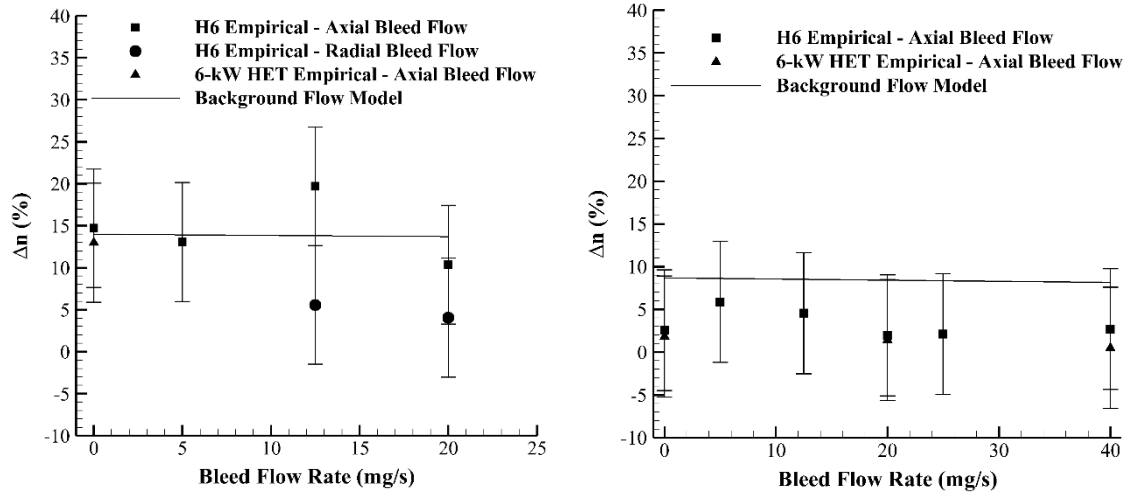 H6 Empirical - Axial Bleed Flow
H6 Empirical - Radial Bleed Flow
6-kW HET Empirical - Axial Bleed Flow
Background Flow Model
40
35
30
25
20
15
10
5
0
-5
-10
Δn (%)
0 5 10 15 20 25
Bleed Flow Rate (mg/s)
H6 Empirical - Axial Bleed Flow
6-kW HET Empirical - Axial Bleed Flow
Background Flow Model
40
35
30
25
20
15
10
5
0
-5
-10
Δn (%)
0 10 20 30 40
Bleed Flow Rate (mg/s)